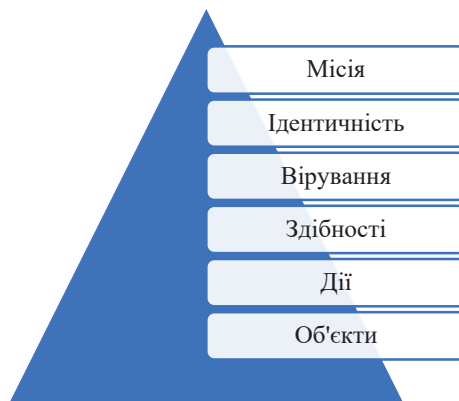 Місія
Ідентичність
Вірування
Здібності
Дії
Об'єкти